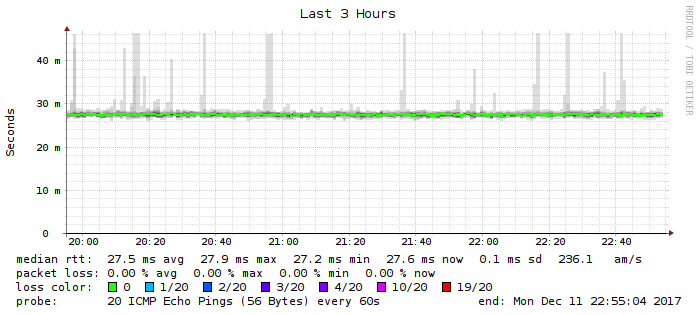 Last 3 Hours
RRDTOOL / TOBI OETIKER
Seconds
40 m
30 m
20 m
10 m
0
20:00 20:20 20:40 21:00 21:20 21:40 22:00 22:20 22:40
median rtt: 27.5 ms avg 27.9 ms max 27.2 ms min 27.6 ms now 0.1 ms sd 236.1 am/s
packet loss: 0.00 % avg 0.00 % max 0.00 % min 0.00 % now
loss color: 0 1/20 2/20 3/20 4/20 10/20 19/20
probe: 20 ICMP Echo Pings (56 Bytes) every 60s end: Mon Dec 11 22:55:04 2017